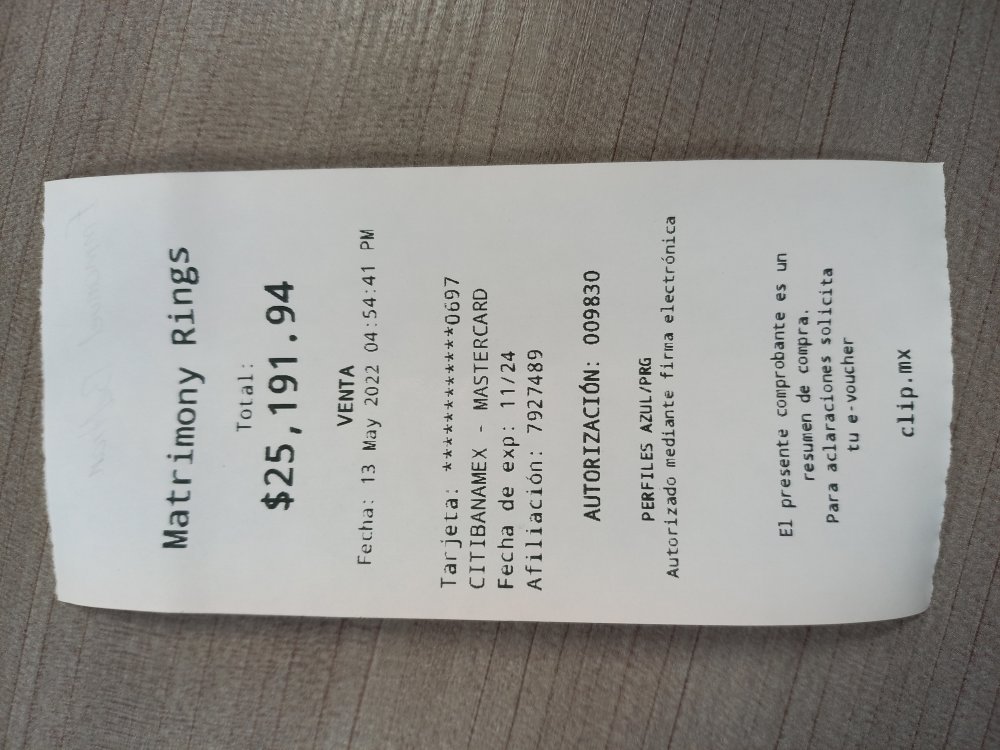 Matrimony Rings
Total:
$25,191.94
VENTA
Fecha: 13 May 2022 04:54:41 PM
Tarjeta: ************0697
CITIBANAMEX - MASTERCARD
Fecha de exp: 11/24
Afiliación: 7927489
AUTORIZACIÓN: 009830
PERFILES AZUL/PRG
Autorizado mediante firma electrónica
El presente comprobante es un
resumen de compra.
Para aclaraciones solicita
tu e-voucher
clip.mx